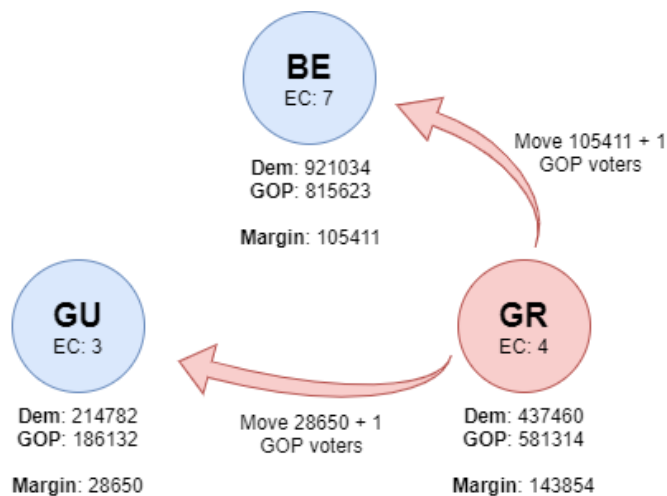 BE
EC: 7
Dem: 921034
GOP: 815623
Margin: 105411
Move 105411 + 1
GOP voters
GU
EC: 3
Dem: 214782
GOP: 186132
Margin: 28650
Move 28650 + 1
GOP voters
GR
EC: 4
Dem: 437460
GOP: 581314
Margin: 143854